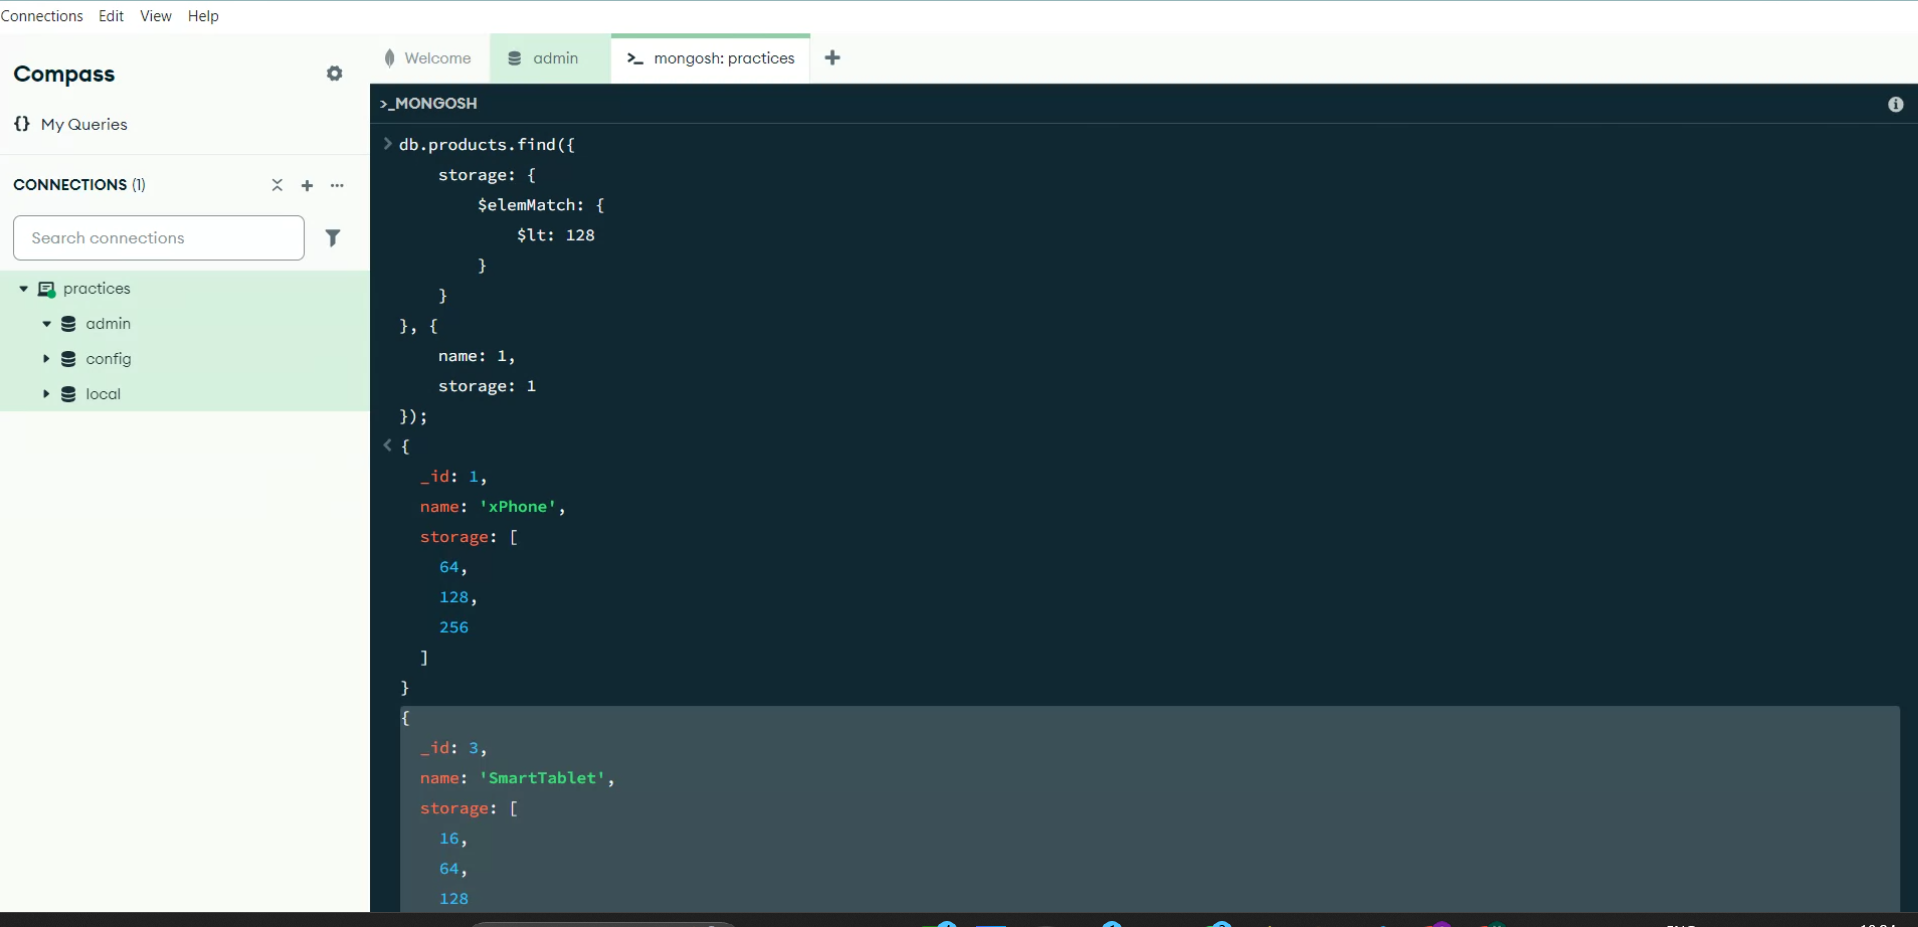 Connections Edit View Help
Compass
{} My Queries
CONNECTIONS (1)
Search connections
practices
admin
config
local
Welcome
admin
>_ mongosh: practices
>_MONGOSH
db.products.find({
storage: {
$elemMatch: {
$lt: 128
}
}
}, {
name: 1,
storage: 1
});
{
_id: 1,
name: 'xPhone',
storage: [
64,
128,
256
]
}
{
_id: 3,
name: 'SmartTablet',
storage: [
16,
64,
128